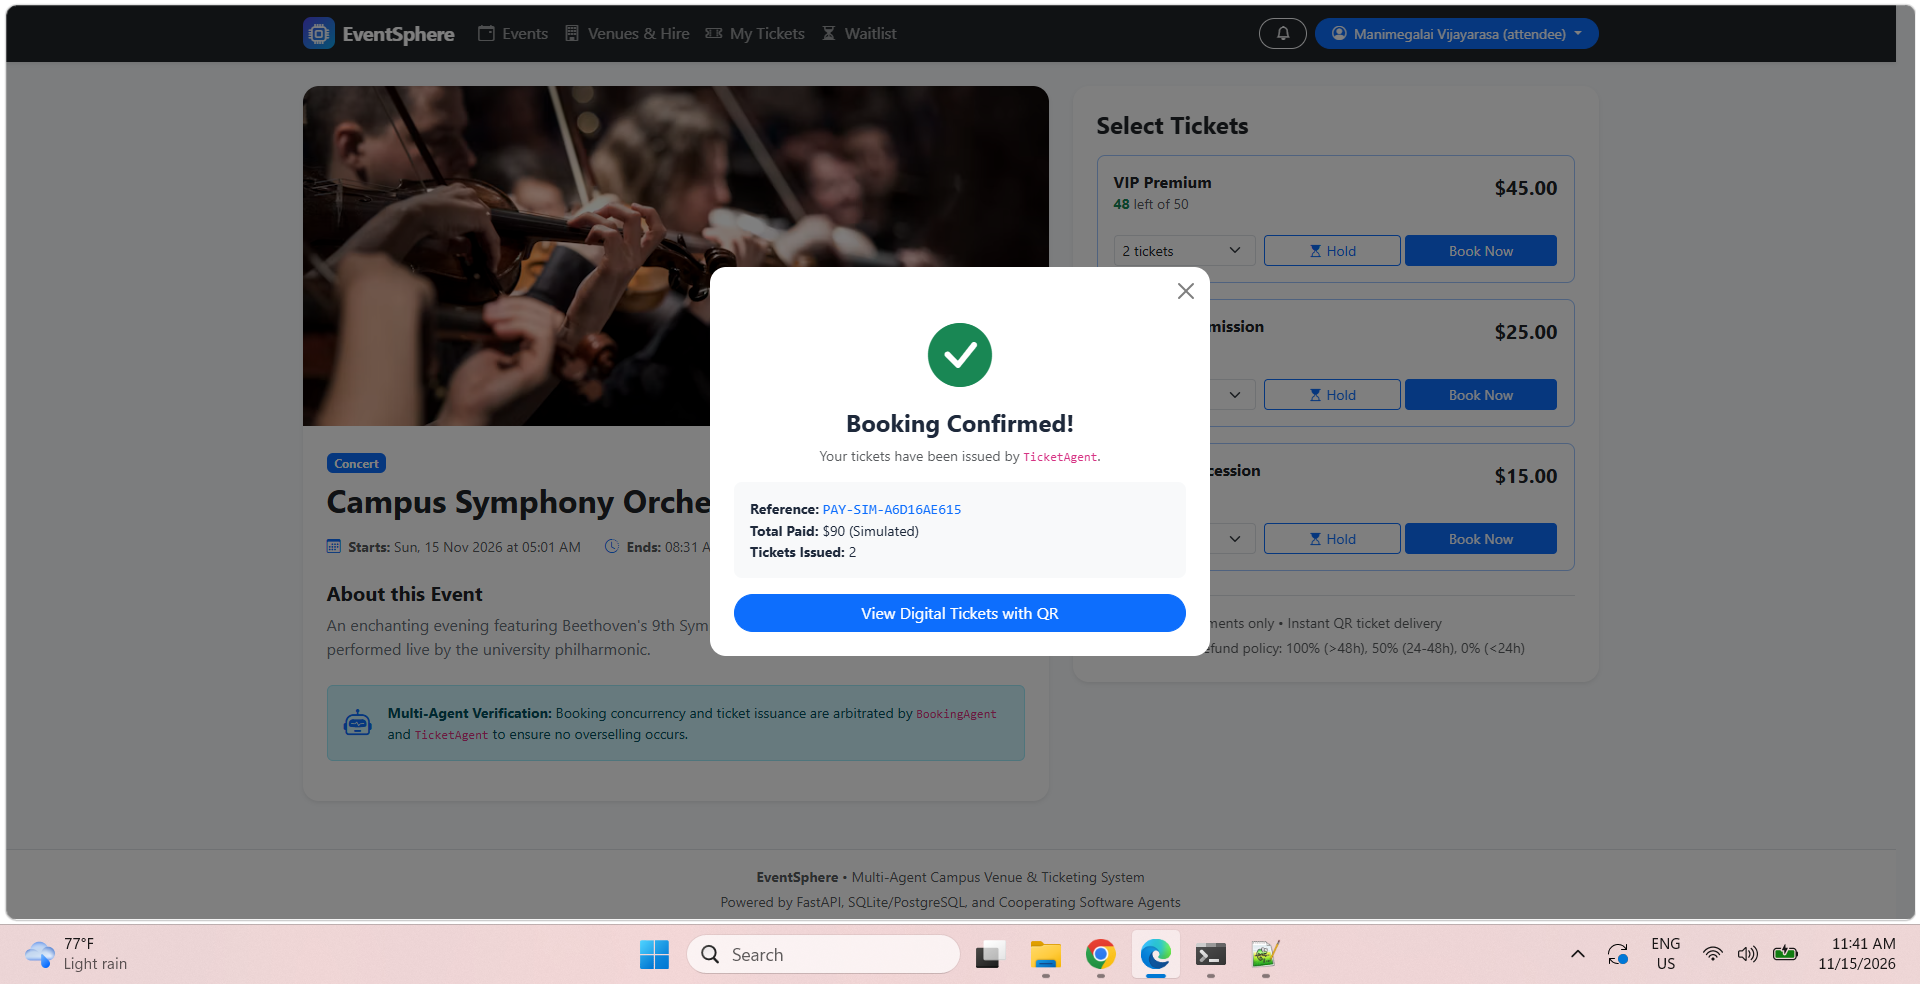 EventSphere
Events
Venues & Hire
My Tickets
Waitlist
Manimegalai Vijayarasa (attendee)
Select Tickets
VIP Premium
$45.00
48 left of 50
2 tickets
Hold
Book Now
mission
$25.00
Hold
Book Now
cession
$15.00
Hold
Book Now
ments only • Instant QR ticket delivery
efund policy: 100% (>48h), 50% (24-48h), 0% (<24h)
Concert
Campus Symphony Orche
Starts: Sun, 15 Nov 2026 at 05:01 AM
Ends: 08:31 A
About this Event
An enchanting evening featuring Beethoven's 9th Sym
performed live by the university philharmonic.
Multi-Agent Verification: Booking concurrency and ticket issuance are arbitrated by BookingAgent
and TicketAgent to ensure no overselling occurs.
Booking Confirmed!
Your tickets have been issued by TicketAgent.
Reference: PAY-SIM-A6D16AE615
Total Paid: $90 (Simulated)
Tickets Issued: 2
View Digital Tickets with QR
EventSphere • Multi-Agent Campus Venue & Ticketing System
Powered by FastAPI, SQLite/PostgreSQL, and Cooperating Software Agents
77°F
Light rain
Search
ENG
US
11:41 AM
11/15/2026